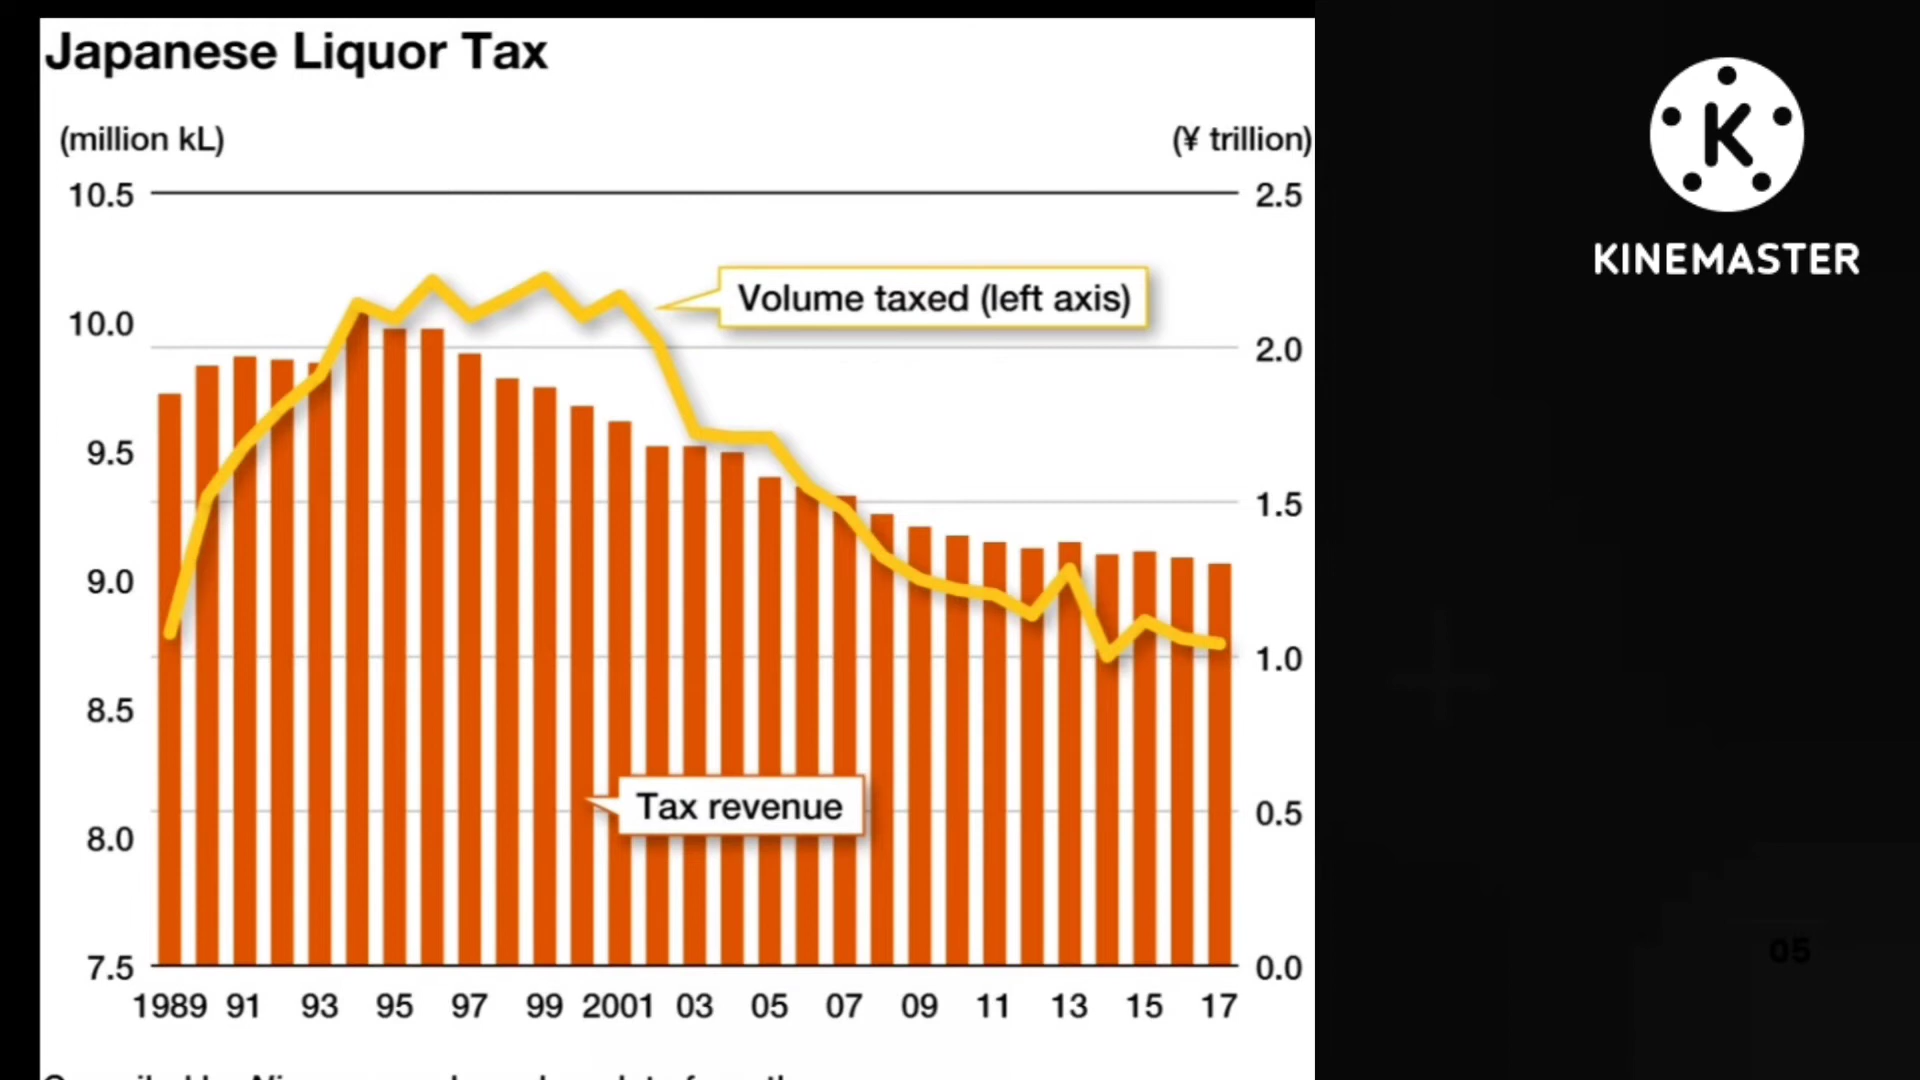 Japanese Liquor Tax
(million kL) (¥ trillion)
10.5 2.5
Volume taxed (left axis)
10.0 2.0
9.5 1.5
9.0
8.5 1.0
Tax revenue
8.0 0.5
7.5 0.0
1989 91 93 95 97 99 2001 03 05 07 09 11 13 15 17
K
KINEMASTER
05